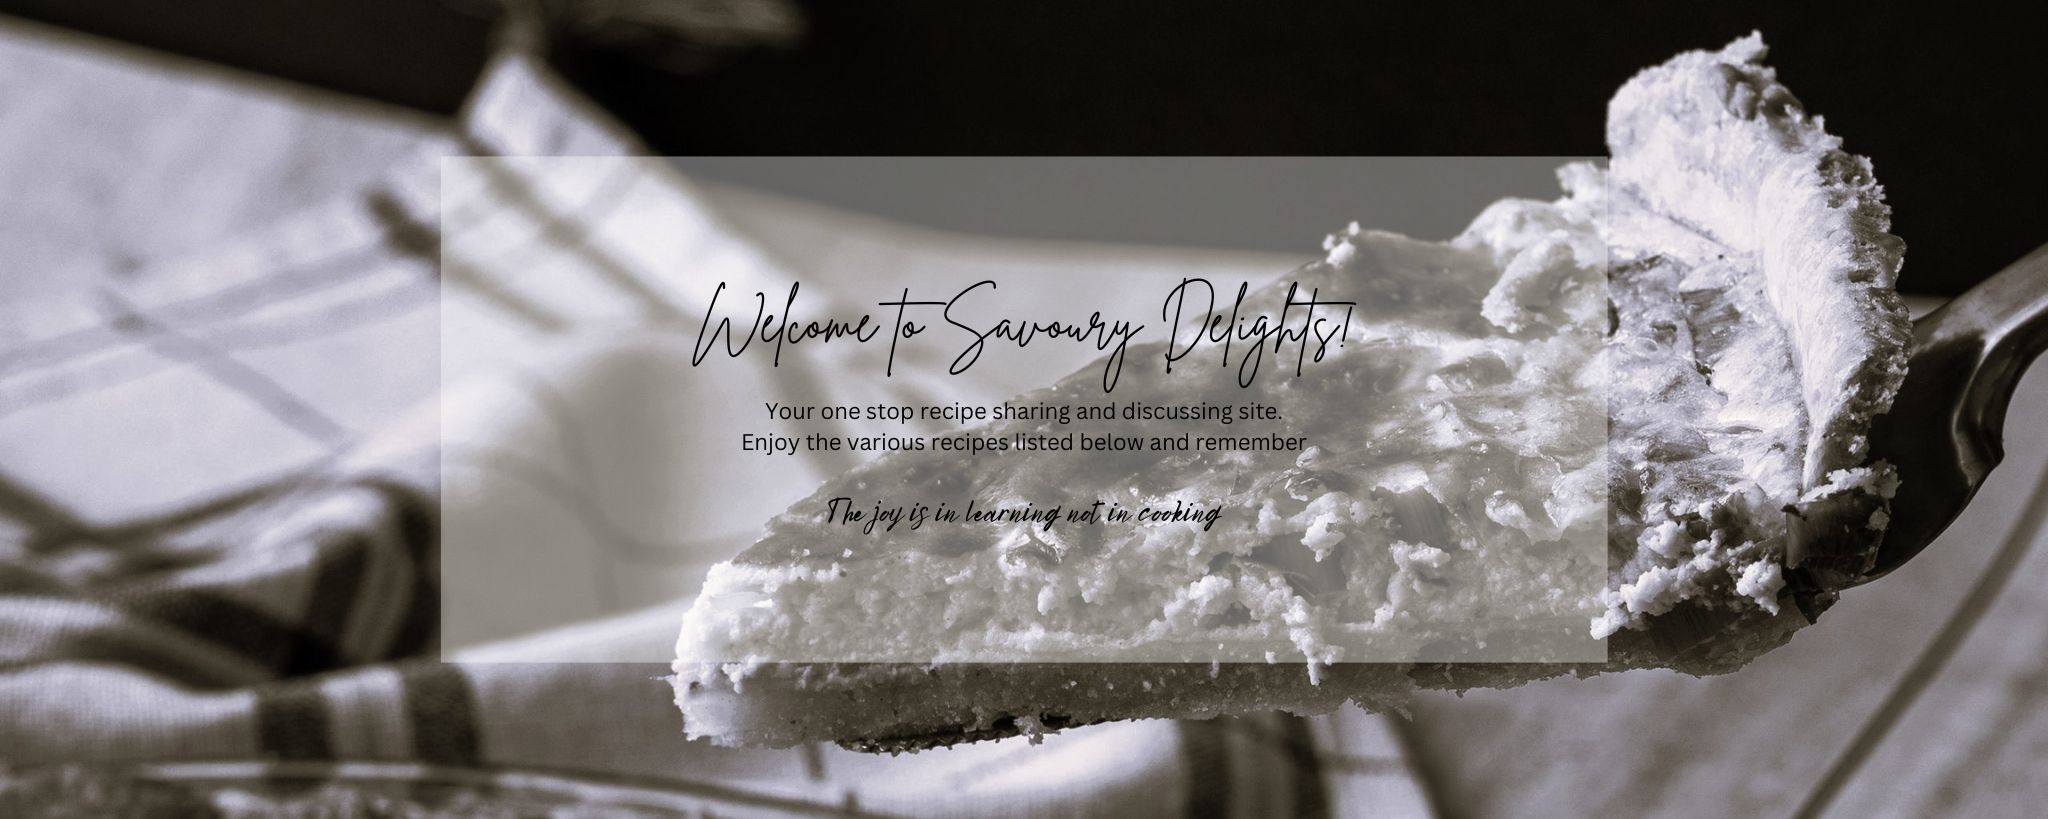 Welcome to Savoury Delights!
Your one stop recipe sharing and discussing site.
Enjoy the various recipes listed below and remember
The joy is in learning not in cooking